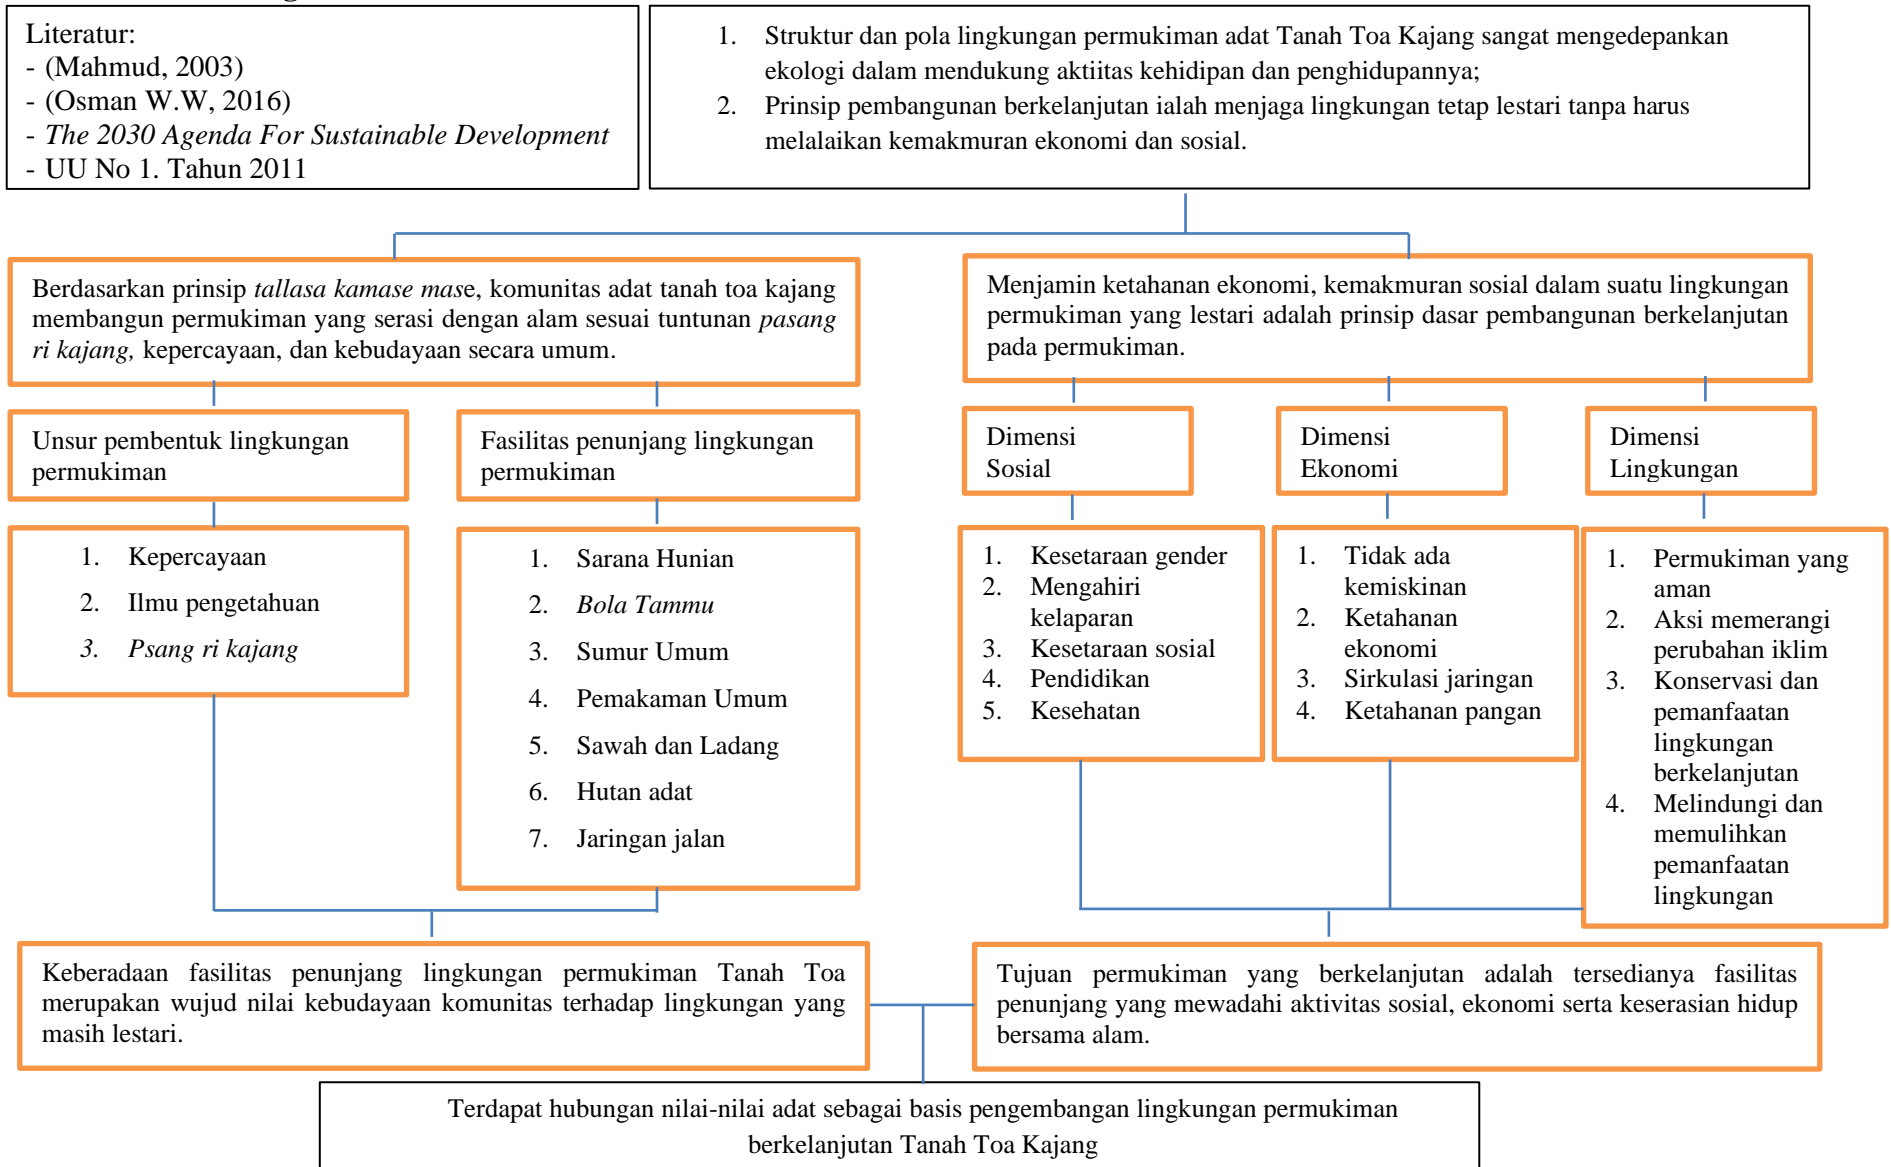 Literatur:
- (Mahmud, 2003)
- (Osman W.W, 2016)
- The 2030 Agenda For Sustainable Development
- UU No 1. Tahun 2011
1. Struktur dan pola lingkungan permukiman adat Tanah Toa Kajang sangat mengedepankan
ekologi dalam mendukung aktiitas kehidipan dan penghidupannya;
2. Prinsip pembangunan berkelanjutan ialah menjaga lingkungan tetap lestari tanpa harus
melalaikan kemakmuran ekonomi dan sosial.
Berdasarkan prinsip tallasa kamase mase, komunitas adat tanah toa kajang
membangun permukiman yang serasi dengan alam sesuai tuntunan pasang
ri kajang, kepercayaan, dan kebudayaan secara umum.
Menjamin ketahanan ekonomi, kemakmuran sosial dalam suatu lingkungan
permukiman yang lestari adalah prinsip dasar pembangunan berkelanjutan
pada permukiman.
Unsur pembentuk lingkungan
permukiman
Fasilitas penunjang lingkungan
permukiman
Dimensi
Sosial
Dimensi
Ekonomi
Dimensi
Lingkungan
1. Kepercayaan
2. Ilmu pengetahuan
3. Psang ri kajang
1. Sarana Hunian
2. Bola Tammu
3. Sumur Umum
4. Pemakaman Umum
5. Sawah dan Ladang
6. Hutan adat
7. Jaringan jalan
1. Kesetaraan gender
2. Mengahiri
kelaparan
3. Kesetaraan sosial
4. Pendidikan
5. Kesehatan
1. Tidak ada
kemiskinan
2. Ketahanan
ekonomi
3. Sirkulasi jaringan
4. Ketahanan pangan
1. Permukiman yang
aman
2. Aksi memerangi
perubahan iklim
3. Konservasi dan
pemanfaatan
lingkungan
berkelanjutan
4. Melindungi dan
memulihkan
pemanfaatan
lingkungan
Keberadaan fasilitas penunjang lingkungan permukiman Tanah Toa
merupakan wujud nilai kebudayaan komunitas terhadap lingkungan yang
masih lestari.
Tujuan permukiman yang berkelanjutan adalah tersedianya fasilitas
penunjang yang mewadahi aktivitas sosial, ekonomi serta keserasian hidup
bersama alam.
Terdapat hubungan nilai-nilai adat sebagai basis pengembangan lingkungan permukiman
berkelanjutan Tanah Toa Kajang